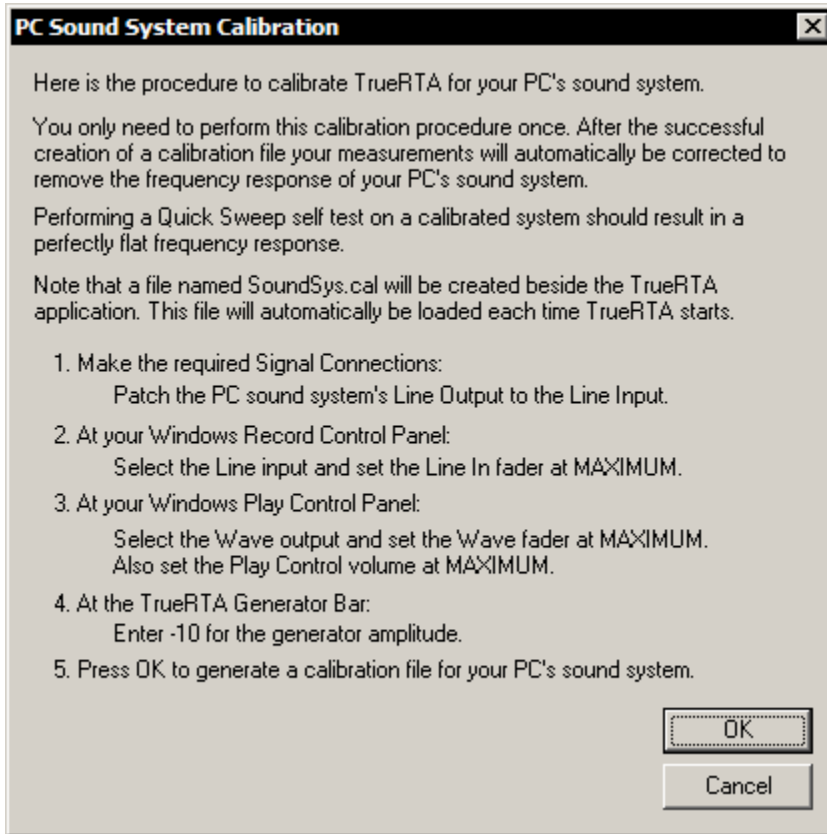 PC Sound System Calibration
Here is the procedure to calibrate TrueRTA for your PC's sound system.
You only need to perform this calibration procedure once. After the successful
creation of a calibration file your measurements will automatically be corrected to
remove the frequency response of your PC's sound system.
Performing a Quick Sweep self test on a calibrated system should result in a
perfectly flat frequency response.
Note that a file named SoundSys.cal will be created beside the TrueRTA
application. This file will automatically be loaded each time TrueRTA starts.
1. Make the required Signal Connections:
Patch the PC sound system's Line Output to the Line Input.
2. At your Windows Record Control Panel:
Select the Line input and set the Line In fader at MAXIMUM.
3. At your Windows Play Control Panel:
Select the Wave output and set the Wave fader at MAXIMUM.
Also set the Play Control volume at MAXIMUM.
4. At the TrueRTA Generator Bar:
Enter -10 for the generator amplitude.
5. Press OK to generate a calibration file for your PC's sound system.
OK
Cancel